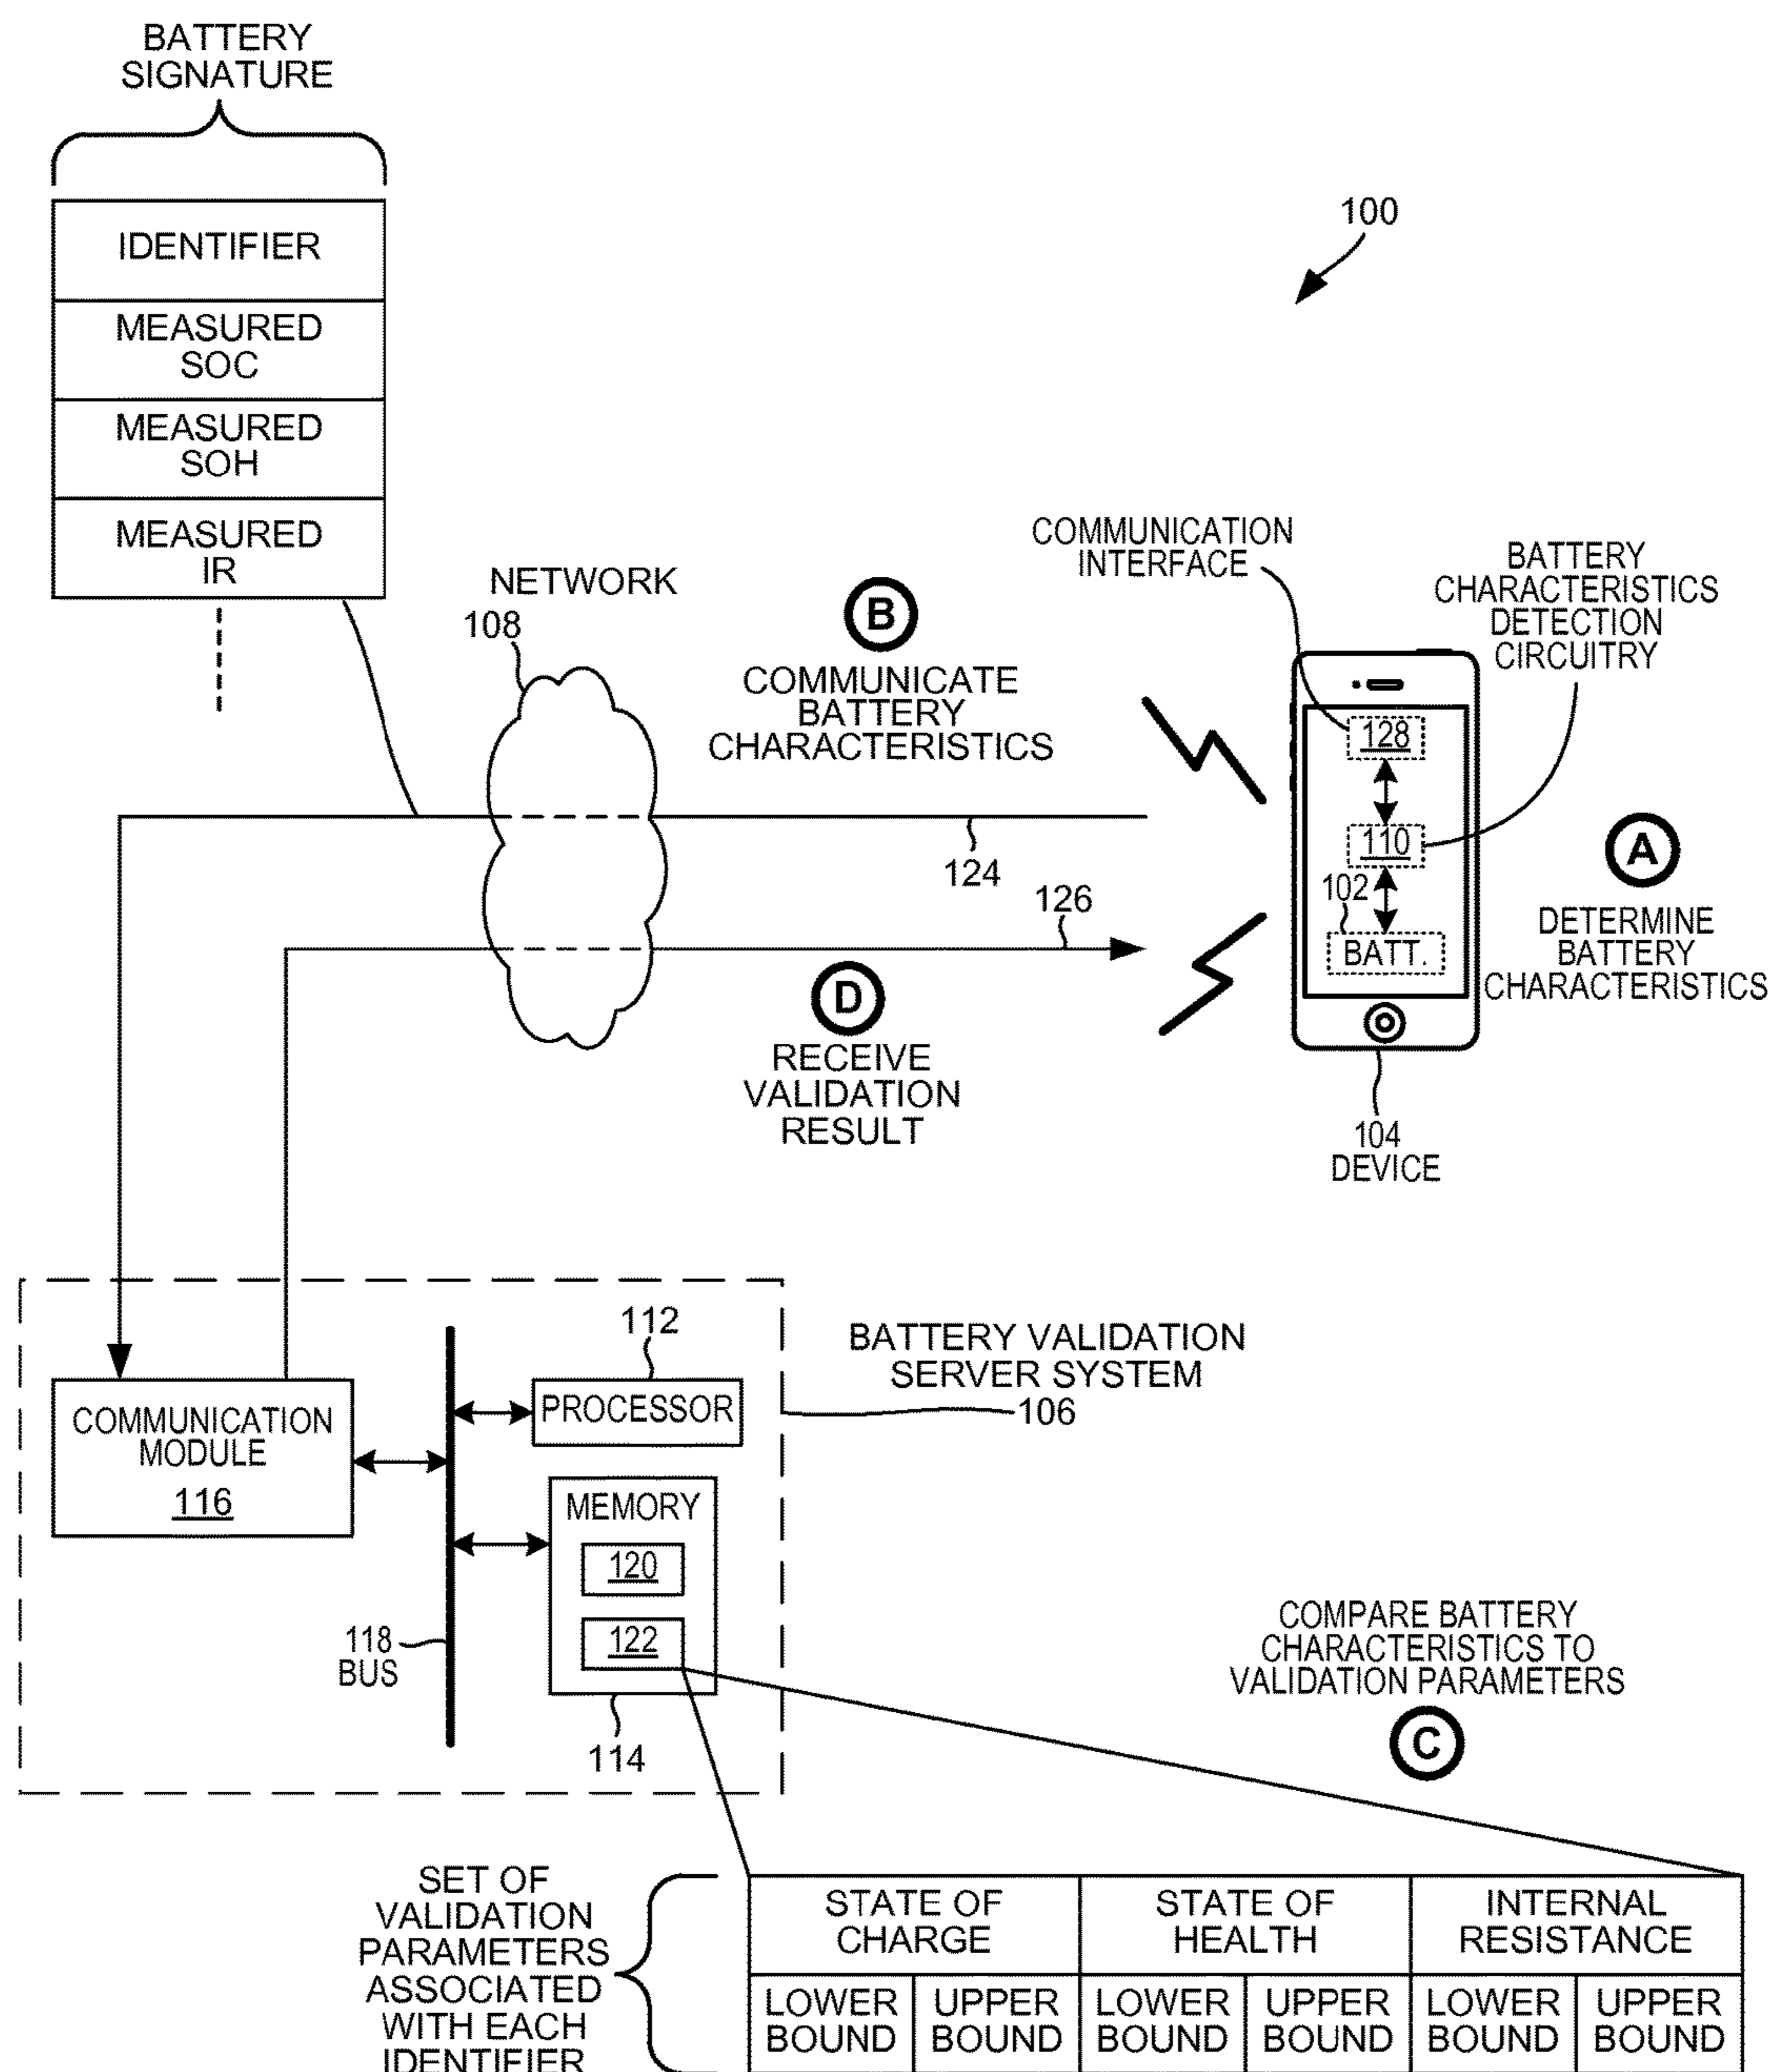 BATTERY
SIGNATURE
IDENTIFIER
MEASURED
SOC
MEASURED
SOH
MEASURED
IR
100
NETWORK
108
B
COMMUNICATE
BATTERY
CHARACTERISTICS
COMMUNICATION
INTERFACE
BATTERY
CHARACTERISTICS
DETECTION
CIRCUITRY
128
110
102
BATT.
A
DETERMINE
BATTERY
CHARACTERISTICS
124
126
D
RECEIVE
VALIDATION
RESULT
104
DEVICE
112
PROCESSOR
BATTERY VALIDATION
SERVER SYSTEM
106
COMMUNICATION
MODULE
116
MEMORY
120
122
118
BUS
114
COMPARE BATTERY
CHARACTERISTICS TO
VALIDATION PARAMETERS
C
SET OF
VALIDATION
PARAMETERS
ASSOCIATED
WITH EACH
IDENTIFIER
STATE OF
CHARGE
STATE OF
HEALTH
INTERNAL
RESISTANCE
LOWER
BOUND
UPPER
BOUND
LOWER
BOUND
UPPER
BOUND
LOWER
BOUND
UPPER
BOUND